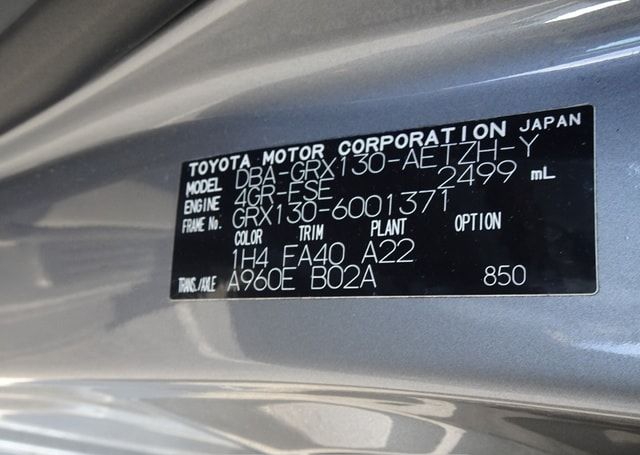 TOYOTA MOTOR CORPORATION JAPAN
MODEL DBA-GRX130-AETZH-Y
ENGINE 4GR-FSE 2499 mL
FRAME No. GRX130-6001371
COLOR TRIM PLANT OPTION
1H4 FA40 A22
TRANS./AXLE A960E B02A 850